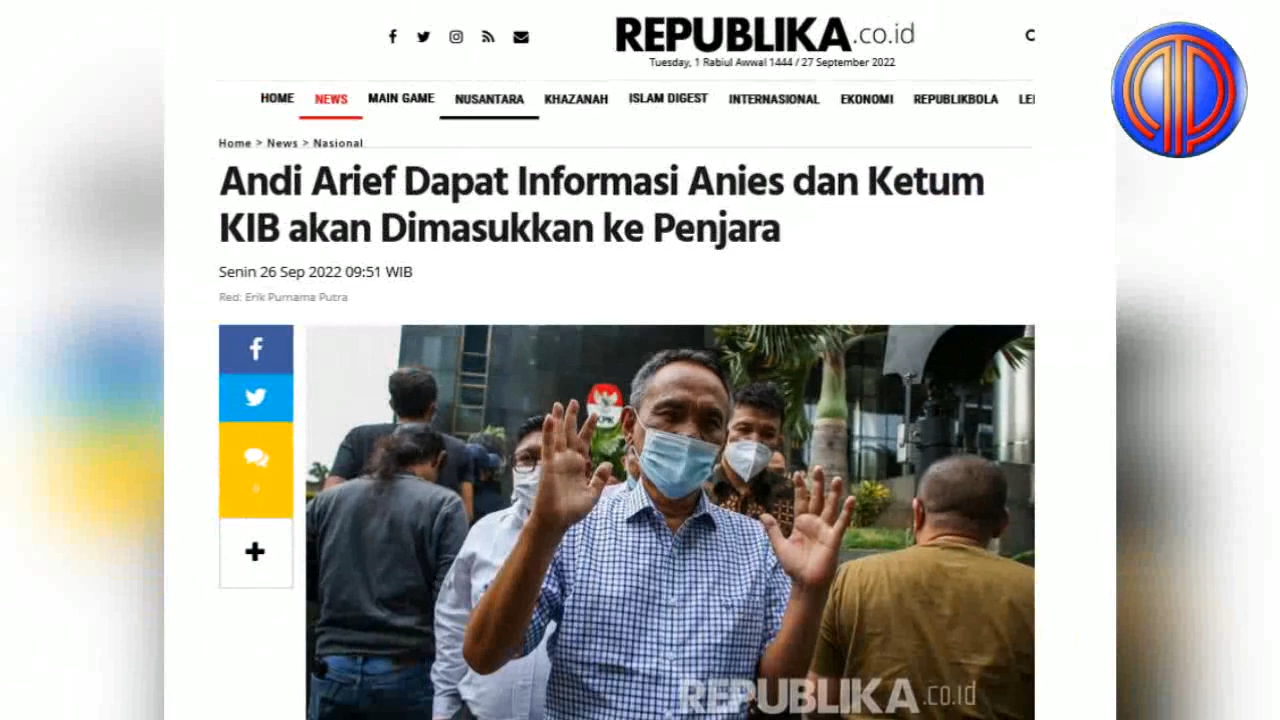 REPUBLIKA.co.id
Tuesday, 1 Rabiul Awwal 1444 / 27 September 2022
HOME NEWS MAIN GAME NUSANTARA KHAZANAH ISLAM DIGEST INTERNASIONAL EKONOMI REPUBLIKBOLA
Home > News > Nasional
Andi Arief Dapat Informasi Anies dan Ketum
KIB akan Dimasukkan ke Penjara
Senin 26 Sep 2022 09:51 WIB
Red: Erik Purnama Putra
KPK
REPUBLIKA.co.id